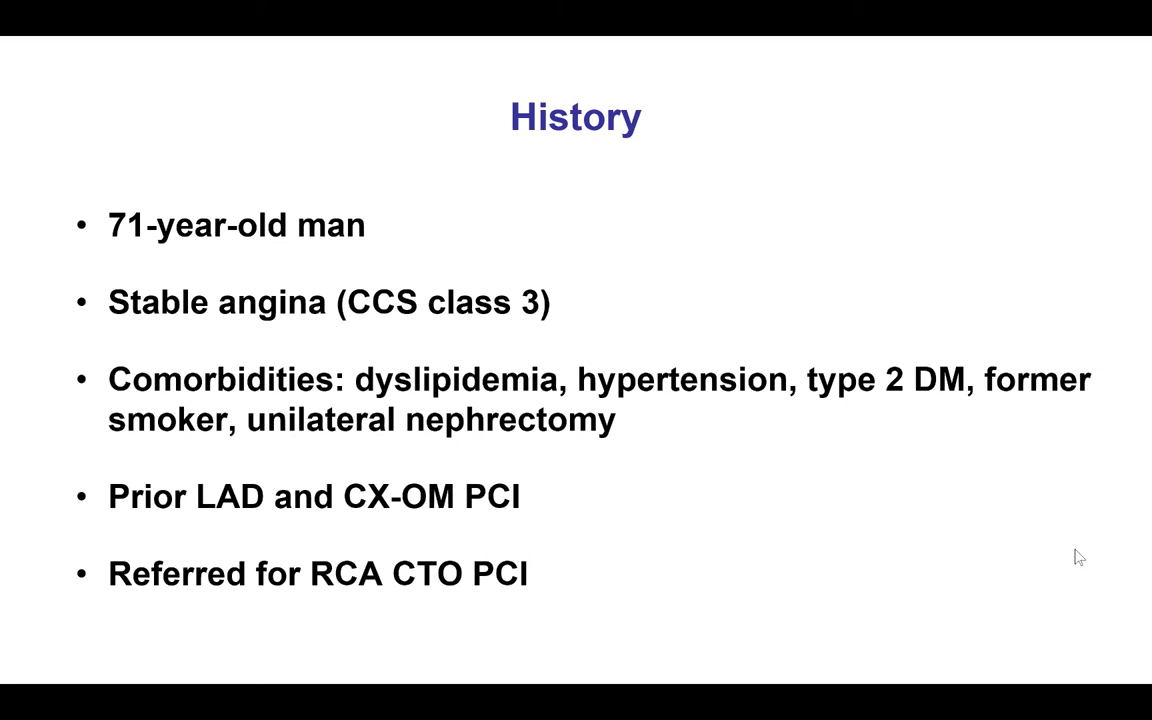 History
• 71-year-old man
• Stable angina (CCS class 3)
• Comorbidities: dyslipidemia, hypertension, type 2 DM, former
smoker, unilateral nephrectomy
• Prior LAD and CX-OM PCI
• Referred for RCA CTO PCI